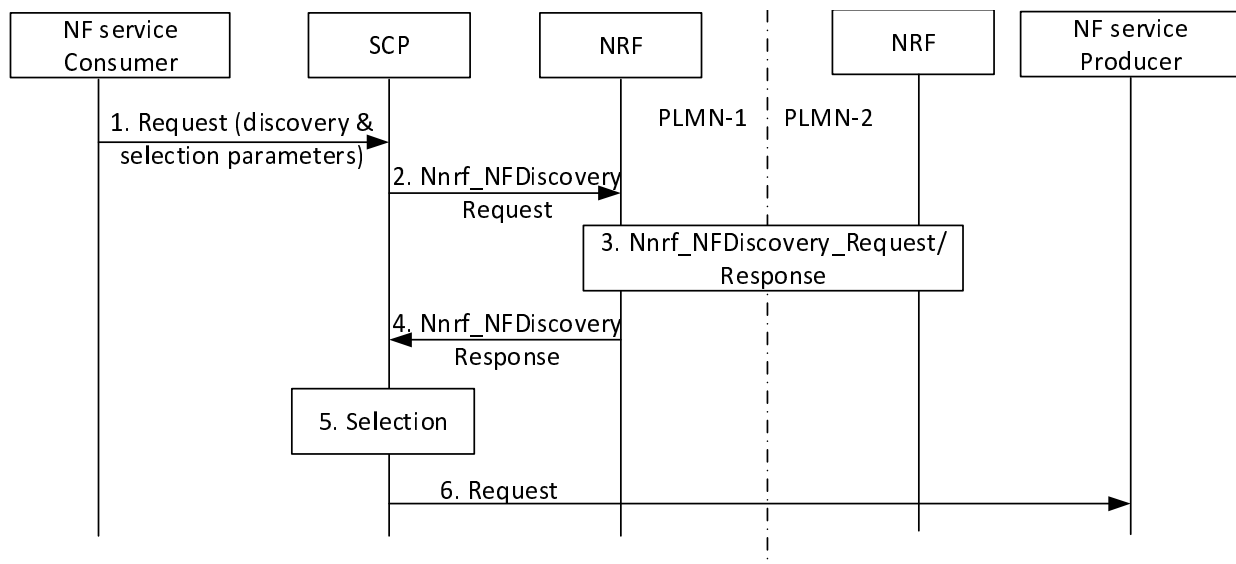 NF service
Consumer
SCP
NRF
NRF
NF service
Producer
PLMN-1
PLMN-2
1. Request (discovery &
selection parameters)
2. Nnrf_NFDiscovery
Request
3. Nnrf_NFDiscovery_Request/
Response
4. Nnrf_NFDiscovery
Response
5. Selection
6. Request